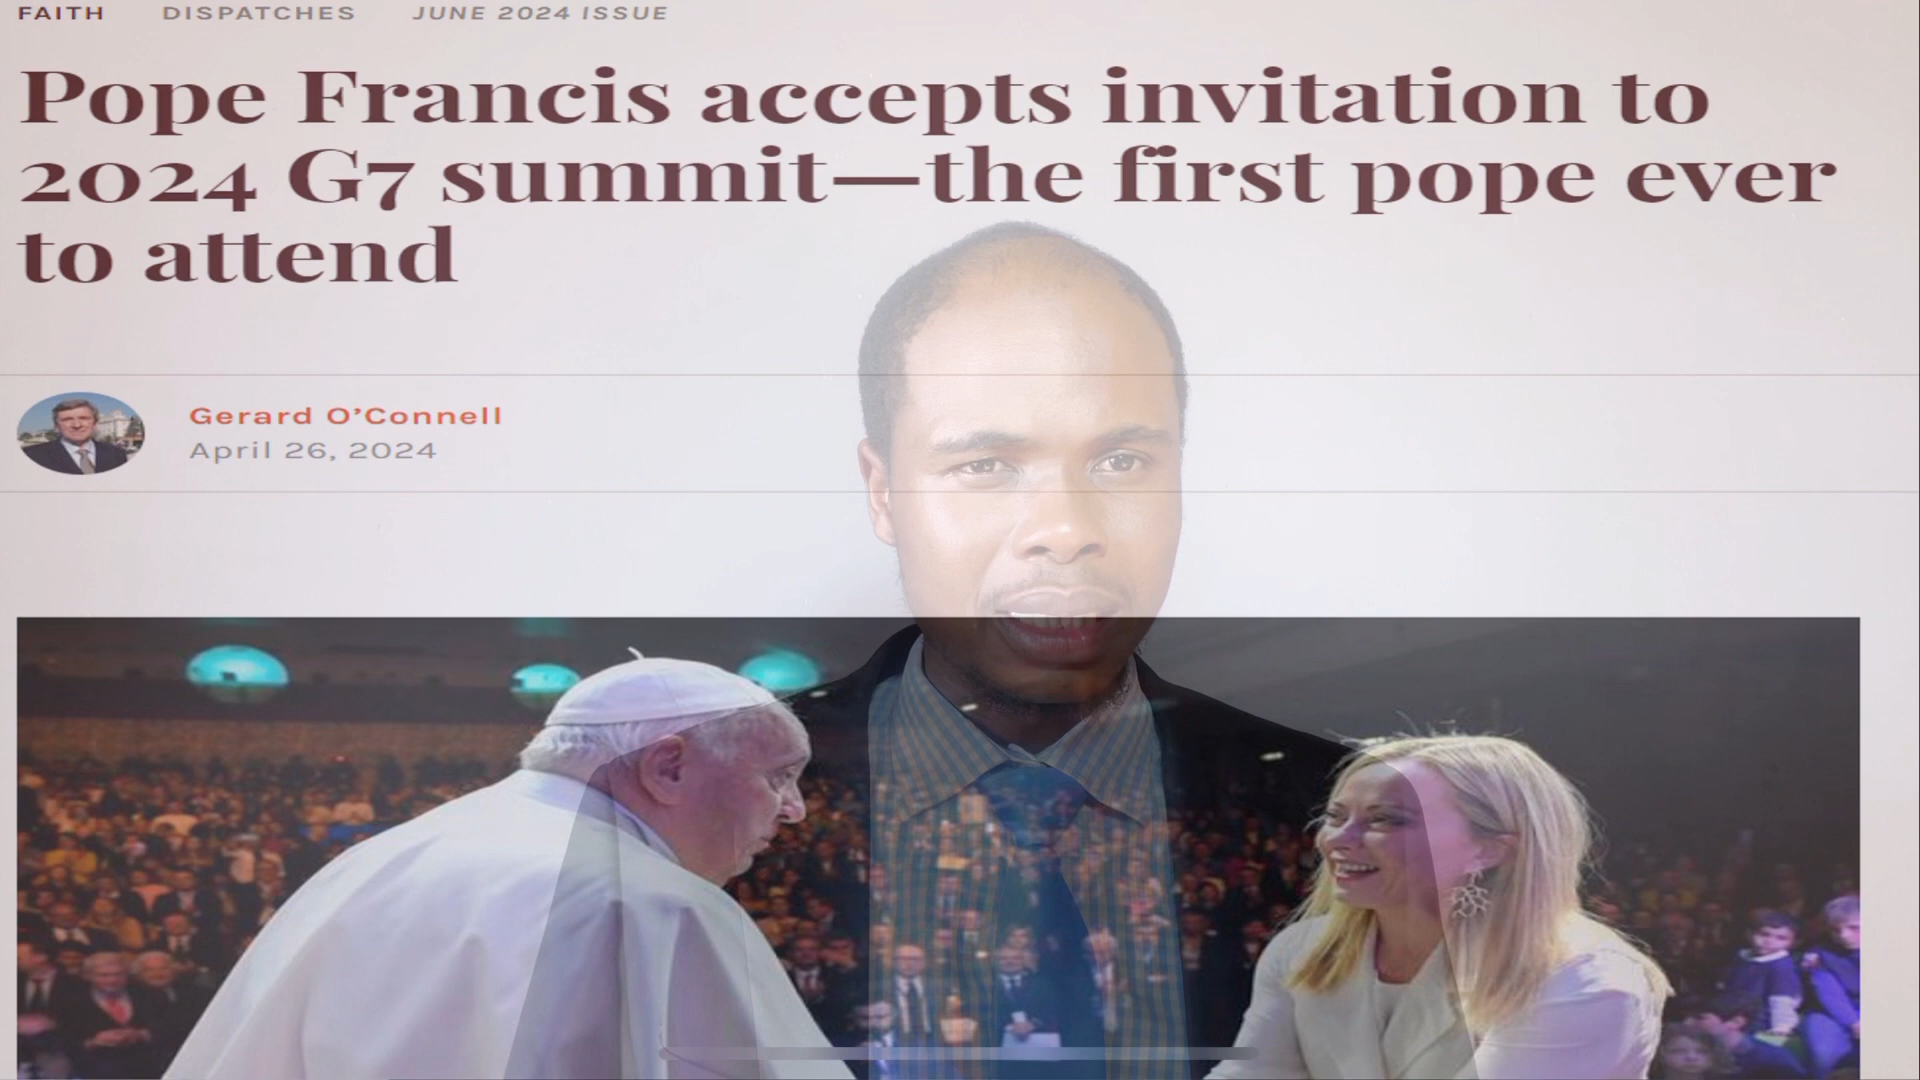 FAITH DISPATCHES JUNE 2024 ISSUE
Pope Francis accepts invitation to
2024 G7 summit—the first pope ever
to attend
Gerard O’Connell
April 26, 2024